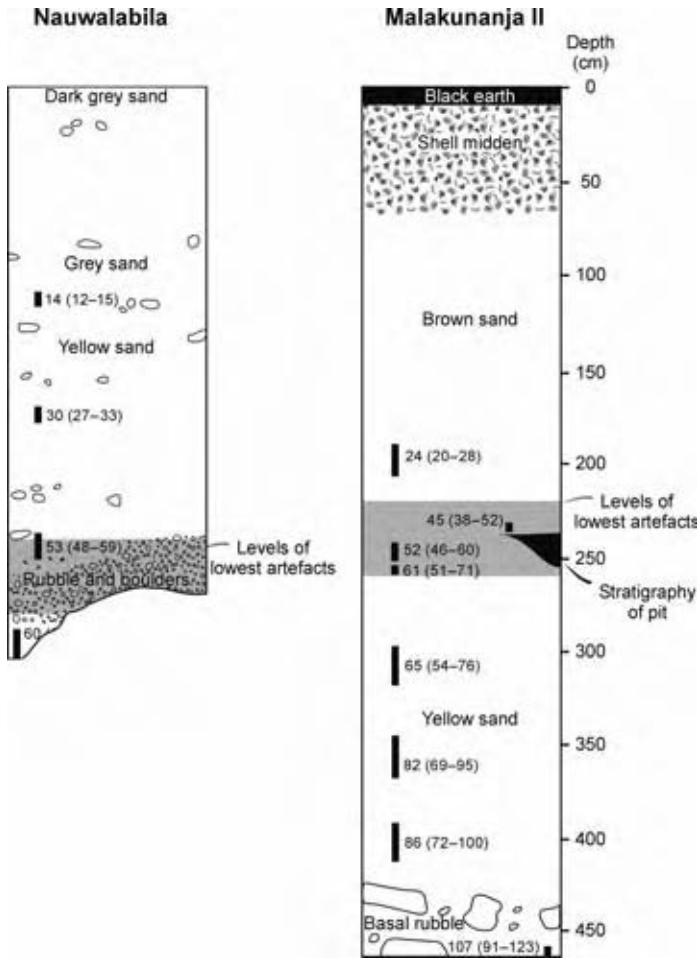 Nauwalabila
Dark grey sand
Grey sand
14 (12–15)
Yellow sand
30 (27–33)
53 (48–59)
Rubble and boulders
60
Levels of
lowest artefacts
Malakunanja II
Depth
(cm)
Black earth
Shell midden
Brown sand
24 (20–28)
45 (38–52)
52 (46–60)
61 (51–71)
65 (54–76)
Yellow sand
82 (69–95)
86 (72–100)
Basal rubble
107 (91–123)
0
50
100
150
200
Levels of
lowest artefacts
250
Stratigraphy
of pit
300
350
400
450